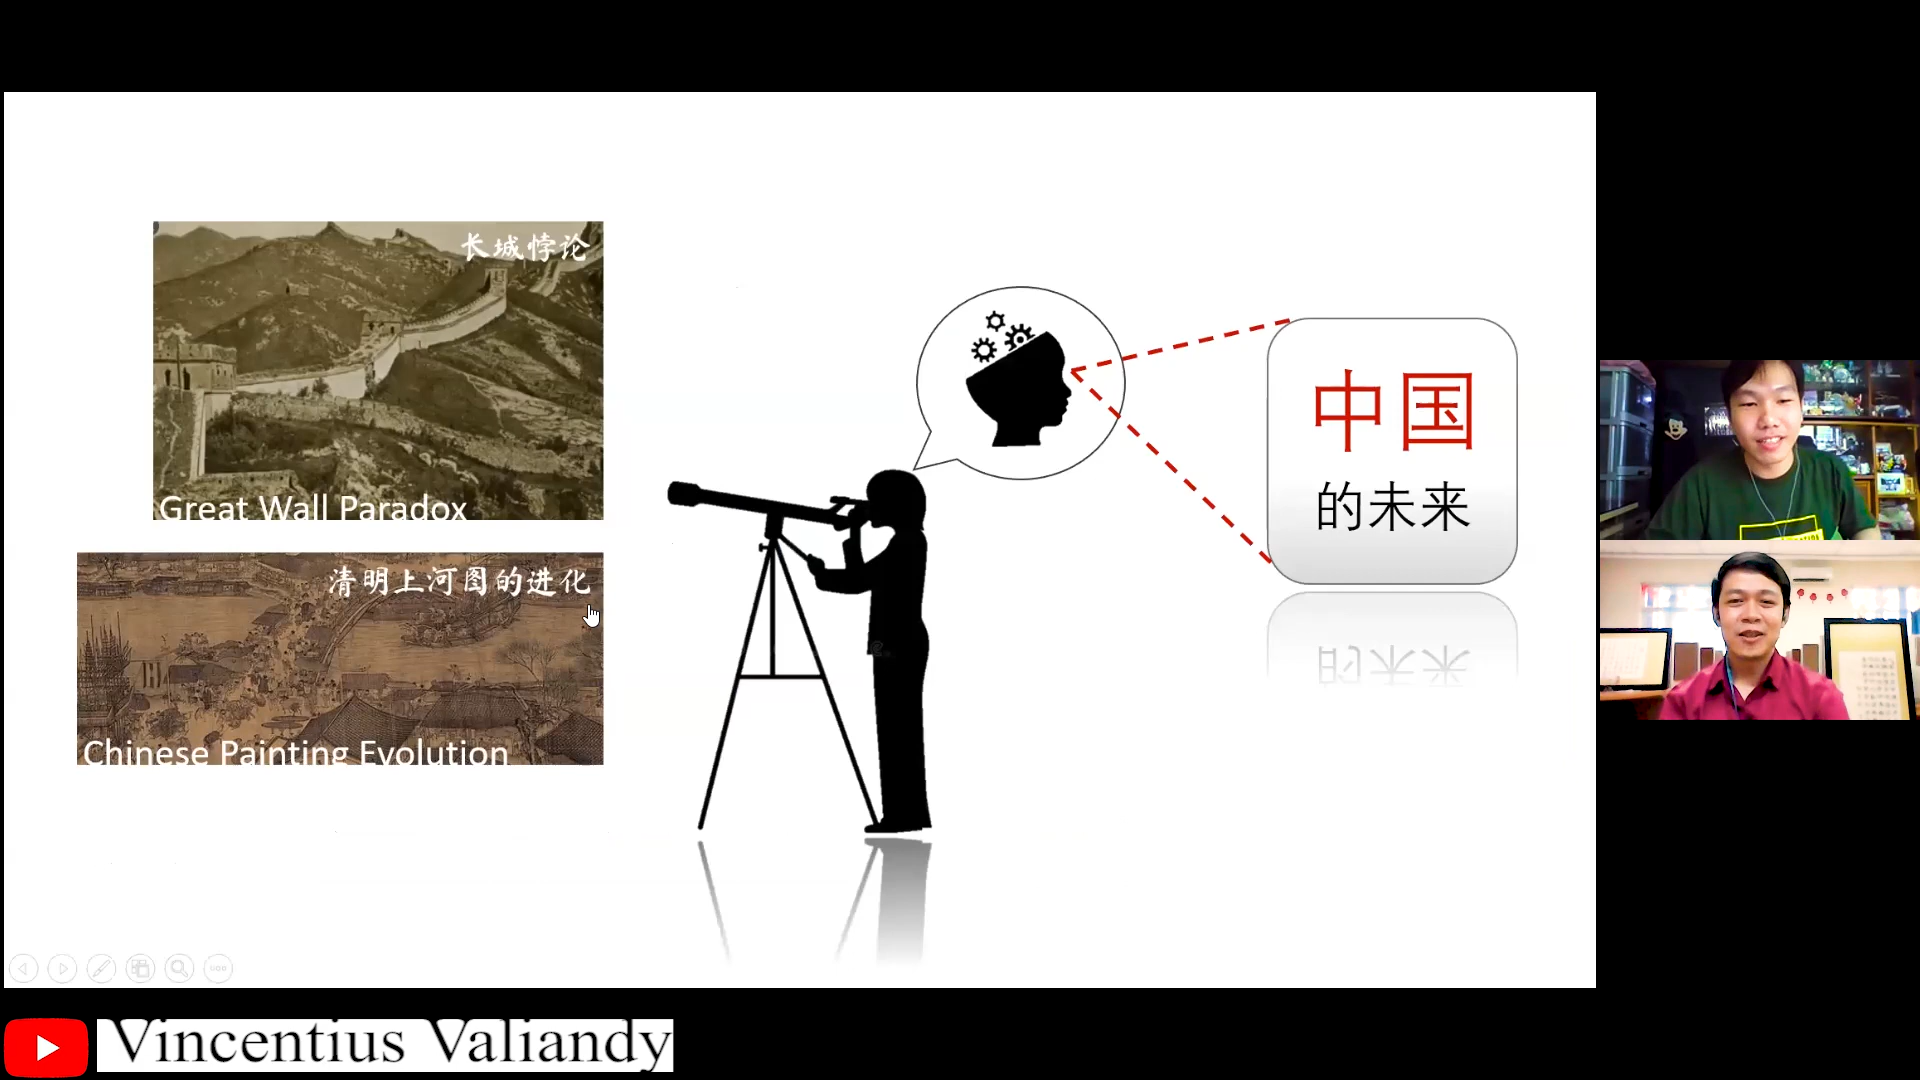 长城悖论
Great Wall Paradox
清明上河图的进化
Chinese Painting Evolution
中国
的未来
Vincentius Valiandy